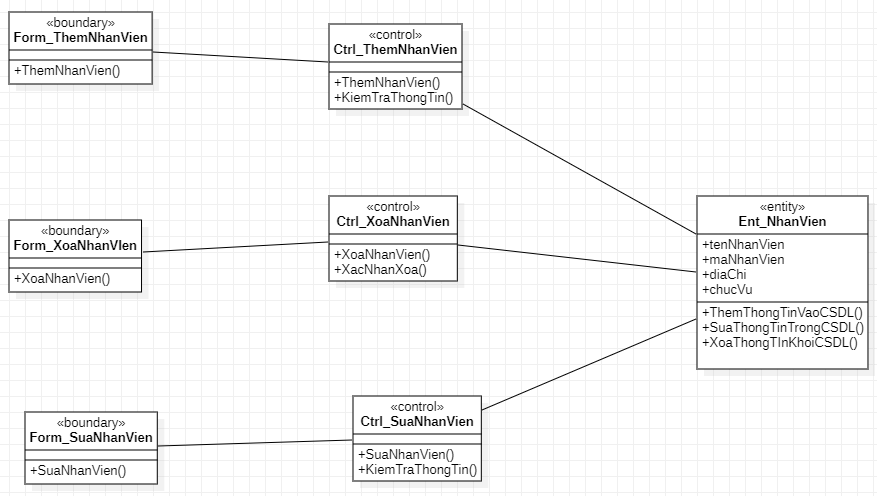 «boundary»
Form_ThemNhanVien
+ThemNhanVien()
«control»
Ctrl_ThemNhanVien
+ThemNhanVien()
+KiemTraThongTin()
«boundary»
Form_XoaNhanVIen
+XoaNhanVien()
«control»
Ctrl_XoaNhanVien
+XoaNhanVien()
+XacNhanXoa()
«entity»
Ent_NhanVien
+tenNhanVien
+maNhanVien
+diaChi
+chucVu
+ThemThongTinVaoCSDL()
+SuaThongTinTrongCSDL()
+XoaThongTInKhoiCSDL()
«boundary»
Form_SuaNhanVien
+SuaNhanVien()
«control»
Ctrl_SuaNhanVien
+SuaNhanVien()
+KiemTraThongTin()